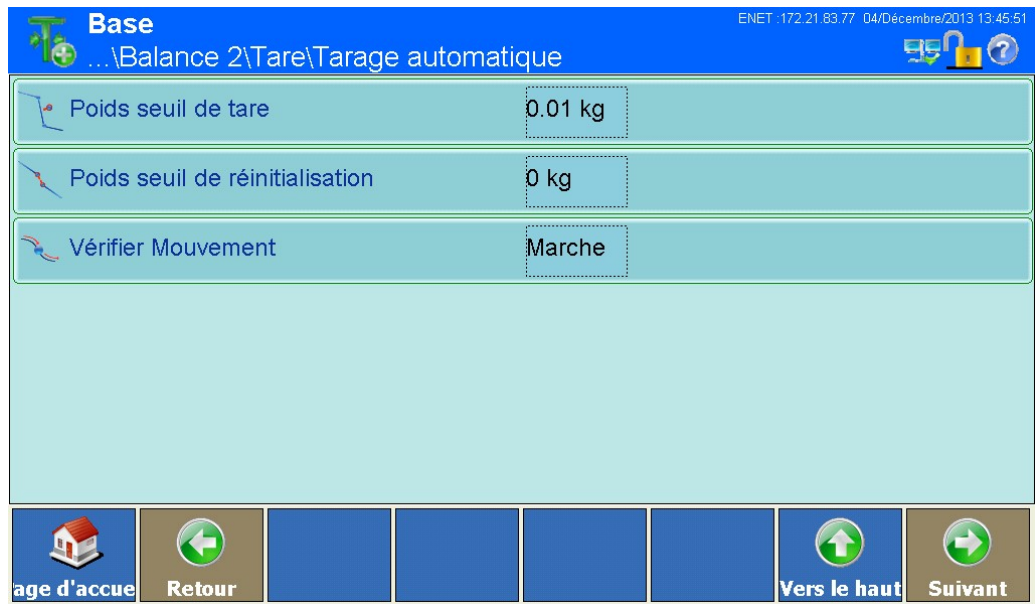 Base
ENET :172.21.83.77 04/Décembre/2013 13:45:51
...\Balance 2\Tare\Tarage automatique
Poids seuil de tare 0.01 kg
Poids seuil de réinitialisation 0 kg
Vérifier Mouvement Marche
age d'accue Retour Vers le haut Suivant